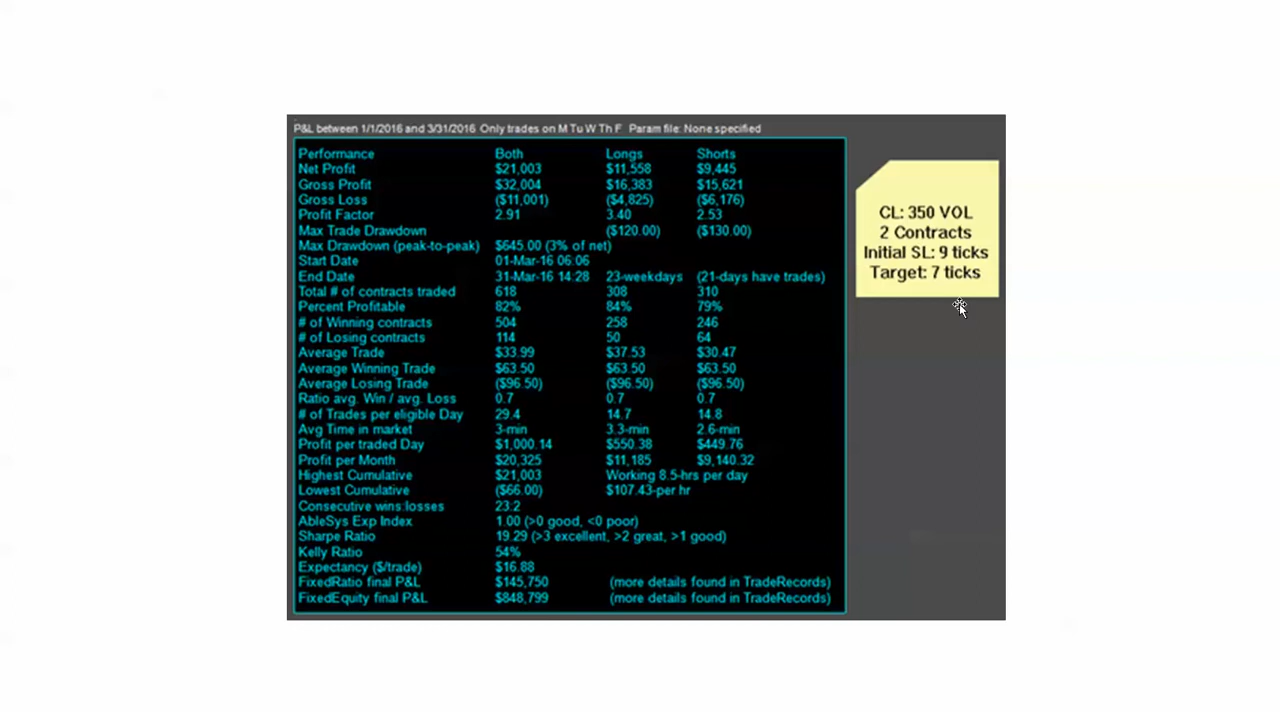 P&L between 1/1/2016 and 3/31/2016 Only trades on M Tu W Th F Param file: None specified
Performance Both Longs Shorts
Net Profit $21,003 $11,558 $9,445
Gross Profit $32,004 $16,383 $15,621
Gross Loss ($11,001) ($4,825) ($6,176)
Profit Factor 2.91 3.40 2.53
Max Trade Drawdown ($120.00) ($130.00)
Max Drawdown (peak-to-peak) $645.00 (3% of net)
Start Date 01-Mar-16 06:06
End Date 31-Mar-16 14:28 23-weekdays (21-days have trades)
Total # of contracts traded 618 308 310
Percent Profitable 82% 84% 79%
# of Winning contracts 504 258 246
# of Losing contracts 114 50 64
Average Trade $33.99 $37.53 $30.47
Average Winning Trade $63.50 $63.50 $63.50
Average Losing Trade ($96.50) ($96.50) ($96.50)
Ratio avg. Win / avg. Loss 0.7 0.7 0.7
# of Trades per eligible Day 29.4 14.7 14.8
Avg Time in market 3-min 3.3-min 2.6-min
Profit per traded Day $1,000.14 $550.38 $449.76
Profit per Month $20,325 $11,185 $9,140.32
Highest Cumulative $21,003 Working 8.5-hrs per day
Lowest Cumulative ($66.00) $107.43-per hr
Consecutive wins:losses 23:2
AbleSys Exp Index 1.00 (>0 good, <0 poor)
Sharpe Ratio 19.29 (>3 excellent, >2 great, >1 good)
Kelly Ratio 54%
Expectancy ($/trade) $16.88
FixedRatio final P&L $145,750 (more details found in TradeRecords)
FixedEquity final P&L $848,799 (more details found in TradeRecords)
CL: 350 VOL
2 Contracts
Initial SL: 9 ticks
Target: 7 ticks